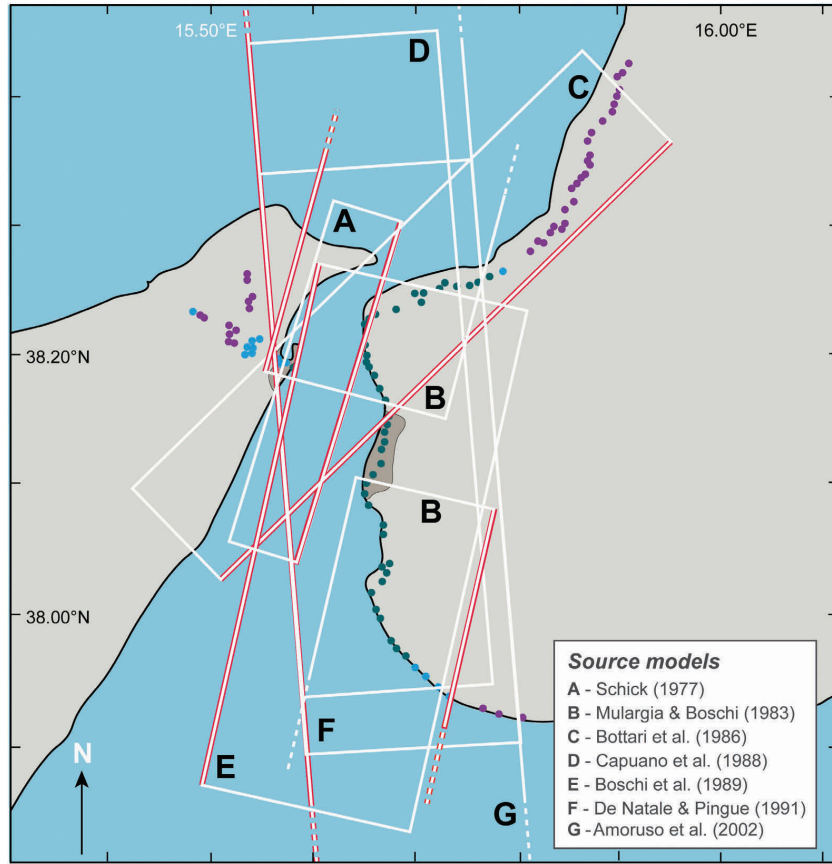 15.50°E
16.00°E
D
C
A
38.20°N
B
B
38.00°N
N
E
F
G
Source models
A - Schick (1977)
B - Mulargia & Boschi (1983)
C - Bottari et al. (1986)
D - Capuano et al. (1988)
E - Boschi et al. (1989)
F - De Natale & Pingue (1991)
G - Amoruso et al. (2002)